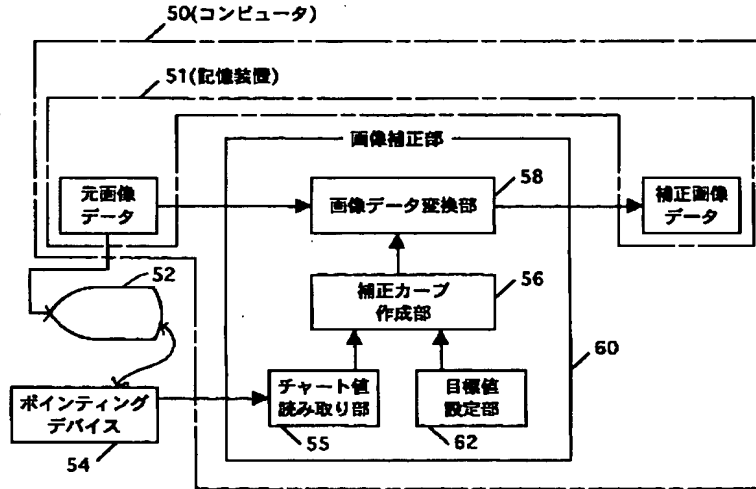 50(コンピュータ)
51(記憶装置)
画像補正部
58
元画像
データ
画像データ変換部
補正画像
データ
52
56
補正カーブ
作成部
60
ポインティング
デバイス
チャート値
読み取り部
目標値
設定部
54
55
62